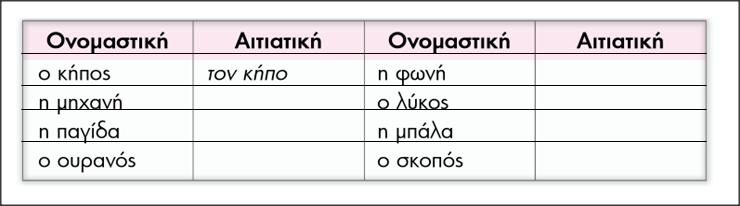 Ονομαστική Αιτιατική Ονομαστική Αιτιατική
ο κήπος τον κήπο η φωνή
η μηχανή ο λύκος
η παγίδα η μπάλα
ο ουρανός ο σκοπός